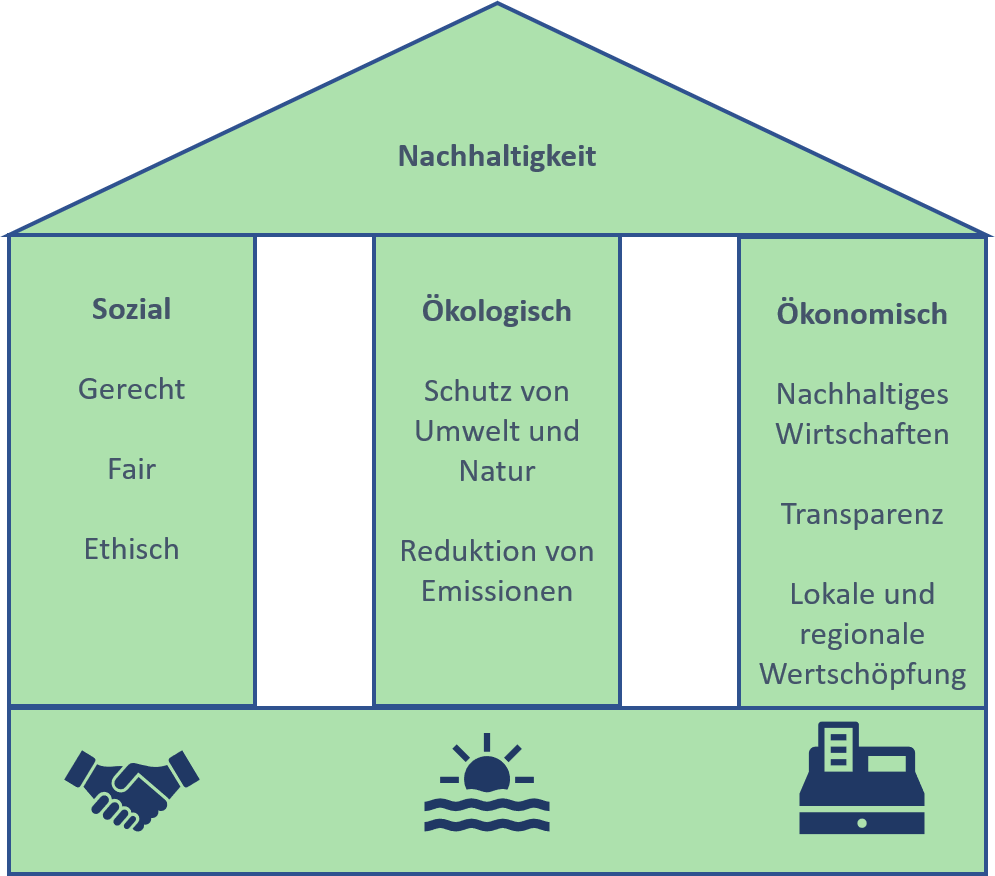 Nachhaltigkeit
Sozial
Gerecht
Fair
Ethisch
Ökologisch
Schutz von
Umwelt und
Natur
Reduktion von
Emissionen
Ökonomisch
Nachhaltiges
Wirtschaften
Transparenz
Lokale und
regionale
Wertschöpfung